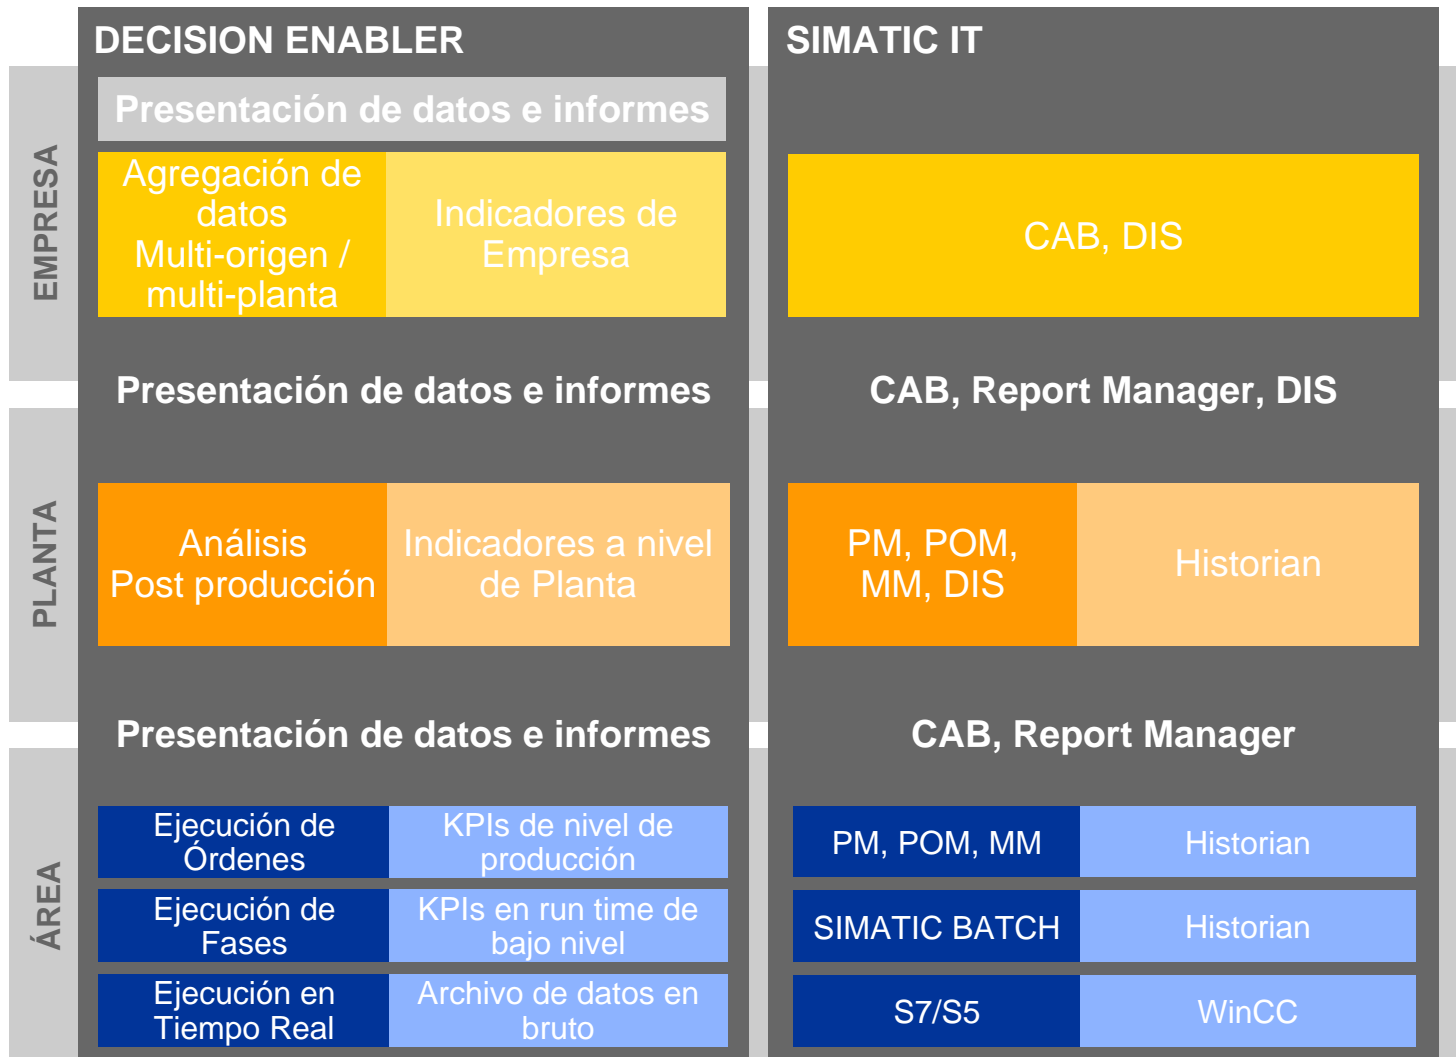 DECISION ENABLER
SIMATIC IT
EMPRESA
Presentación de datos e informes
Agregación de
datos
Multi-origen /
multi-planta
Indicadores de
Empresa
CAB, DIS
Presentación de datos e informes
CAB, Report Manager, DIS
PLANTA
Análisis
Post producción
Indicadores a nivel
de Planta
PM, POM,
MM, DIS
Historian
Presentación de datos e informes
CAB, Report Manager
ÁREA
Ejecución de
Órdenes
KPIs de nivel de
producción
PM, POM, MM
Historian
Ejecución de
Fases
KPIs en run time de
bajo nivel
SIMATIC BATCH
Historian
Ejecución en
Tiempo Real
Archivo de datos en
bruto
S7/S5
WinCC